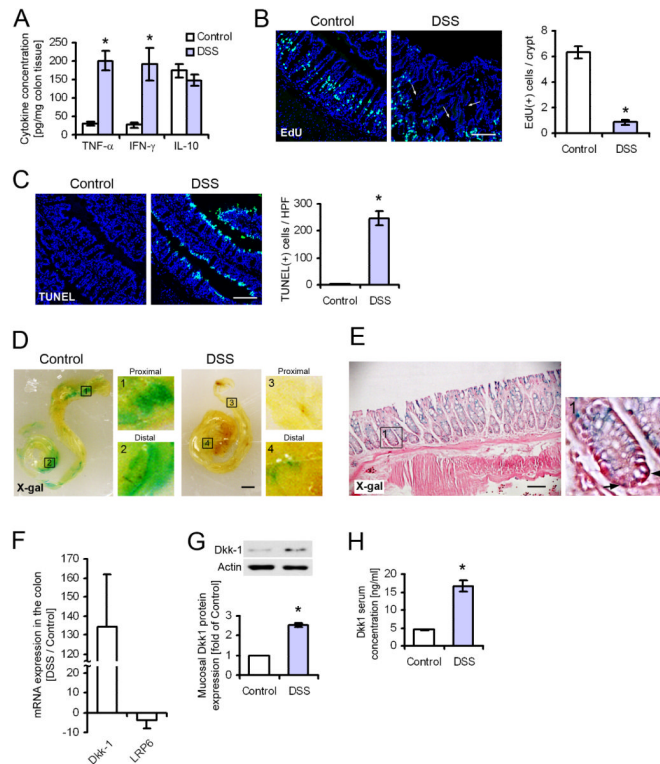 A
Cytokine concentration
[pg/mg colon tissue]
250
200
150
100
50
0
*
*
Control
DSS
TNF-α
IFN-γ
IL-10
B
Control
DSS
EdU
EdU(+) cells / crypt
8
6
4
2
0
*
Control
DSS
C
Control
DSS
TUNEL
TUNEL(+) cells / HPF
300
200
100
0
*
Control
DSS
D
Control
DSS
X-gal
1
2
Proximal
1
Distal
2
3
4
Proximal
3
Distal
4
E
X-gal
1
1
F
mRNA expression in the colon
[DSS / Control]
170
160
150
140
130
120
110
100
20
10
0
-10
Dkk-1
LRP6
G
Dkk-1
Actin
Mucosal Dkk1 protein
expression [fold of Control]
3
2
1
0
*
Control
DSS
H
Dkk1 serum
concentration [ng/ml]
20
15
10
5
0
*
Control
DSS